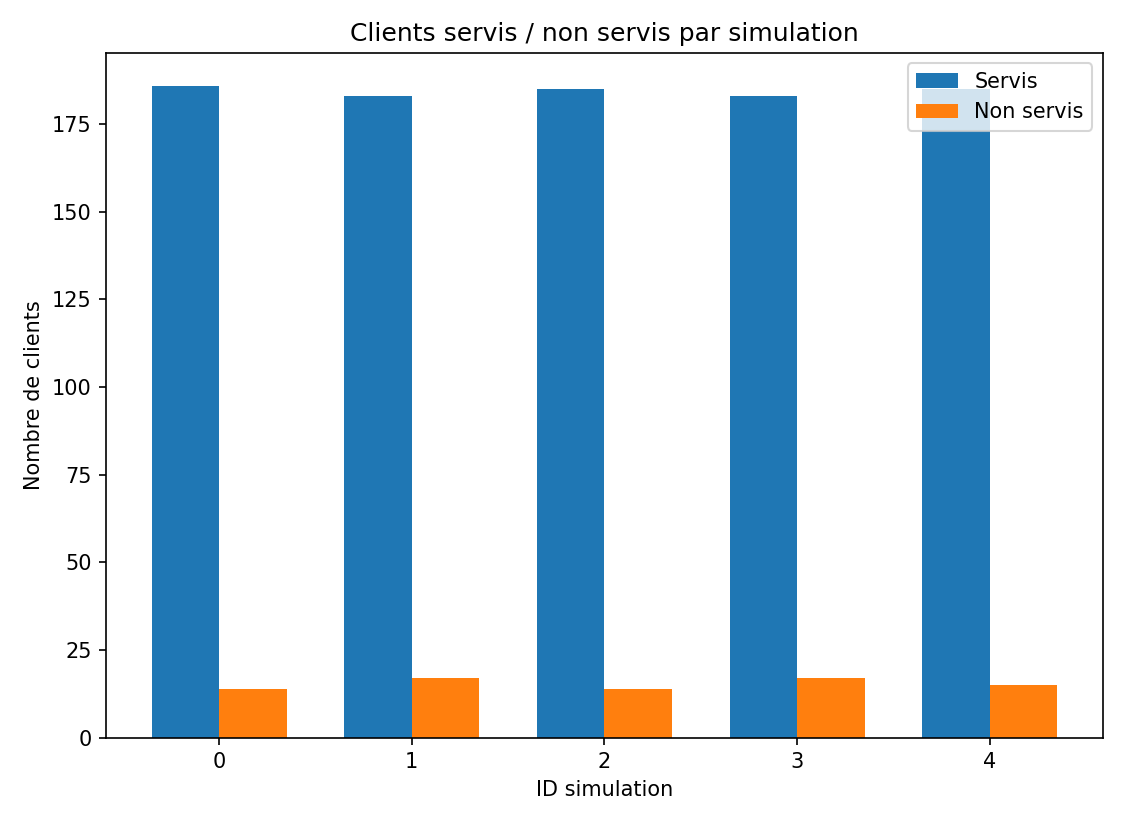 Clients servis / non servis par simulation
Servis
Non servis
175
150
125
100
75
50
25
0
Nombre de clients
0 1 2 3 4
ID simulation